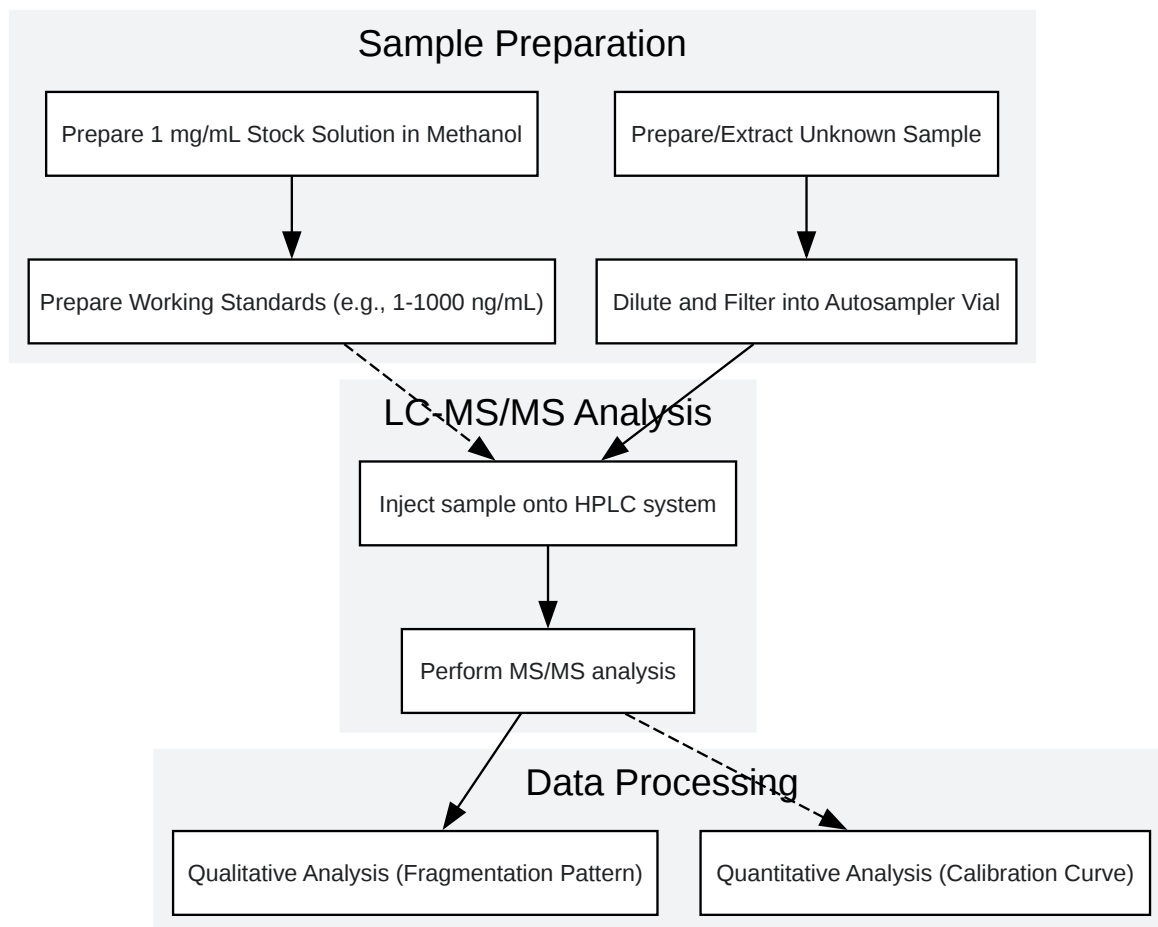 Sample Preparation
Prepare 1 mg/mL Stock Solution in Methanol
Prepare/Extract Unknown Sample
Prepare Working Standards (e.g., 1-1000 ng/mL)
Dilute and Filter into Autosampler Vial
LC-MS/MS Analysis
Inject sample onto HPLC system
Perform MS/MS analysis
Data Processing
Qualitative Analysis (Fragmentation Pattern)
Quantitative Analysis (Calibration Curve)